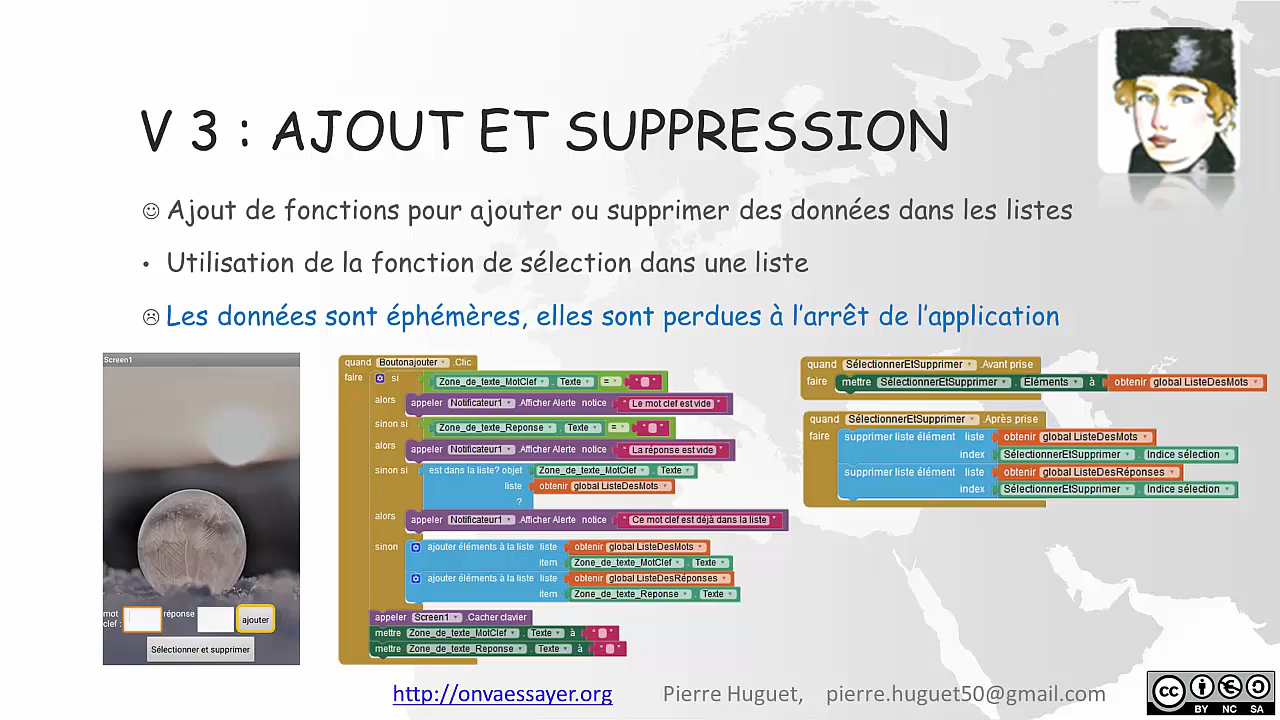 V 3 : AJOUT ET SUPPRESSION
Ajout de fonctions pour ajouter ou supprimer des données dans les listes
• Utilisation de la fonction de sélection dans une liste
Les données sont éphémères, elles sont perdues à l'arrêt de l'application
Screen1
mot clef :
réponse
ajouter
Sélectionner et supprimer
quand Boutonajouter .Clic
faire si Zone_de_texte_MotClef . Texte = " "
alors appeler Notificateur1 .Afficher Alerte notice " Le mot clef est vide "
sinon si Zone_de_texte_Reponse . Texte = " "
alors appeler Notificateur1 .Afficher Alerte notice " La réponse est vide "
sinon si est dans la liste? objet Zone_de_texte_MotClef . Texte
liste obtenir global ListeDesMots
?
alors appeler Notificateur1 .Afficher Alerte notice " Ce mot clef est déjà dans la liste "
sinon ajouter éléments à la liste liste obtenir global ListeDesMots
item Zone_de_texte_MotClef . Texte
ajouter éléments à la liste liste obtenir global ListeDesRéponses
item Zone_de_texte_Reponse . Texte
appeler Screen1 .Cacher clavier
mettre Zone_de_texte_MotClef . Texte à " "
mettre Zone_de_texte_Reponse . Texte à " "
quand SélectionnerEtSupprimer .Avant prise
faire mettre SélectionnerEtSupprimer . Eléments à obtenir global ListeDesMots
quand SélectionnerEtSupprimer .Après prise
faire supprimer liste élément liste obtenir global ListeDesMots
index SélectionnerEtSupprimer . Indice sélection
supprimer liste élément liste obtenir global ListeDesRéponses
index SélectionnerEtSupprimer . Indice sélection
http://onvaessayer.org Pierre Huguet, pierre.huguet50@gmail.com
CC BY NC SA